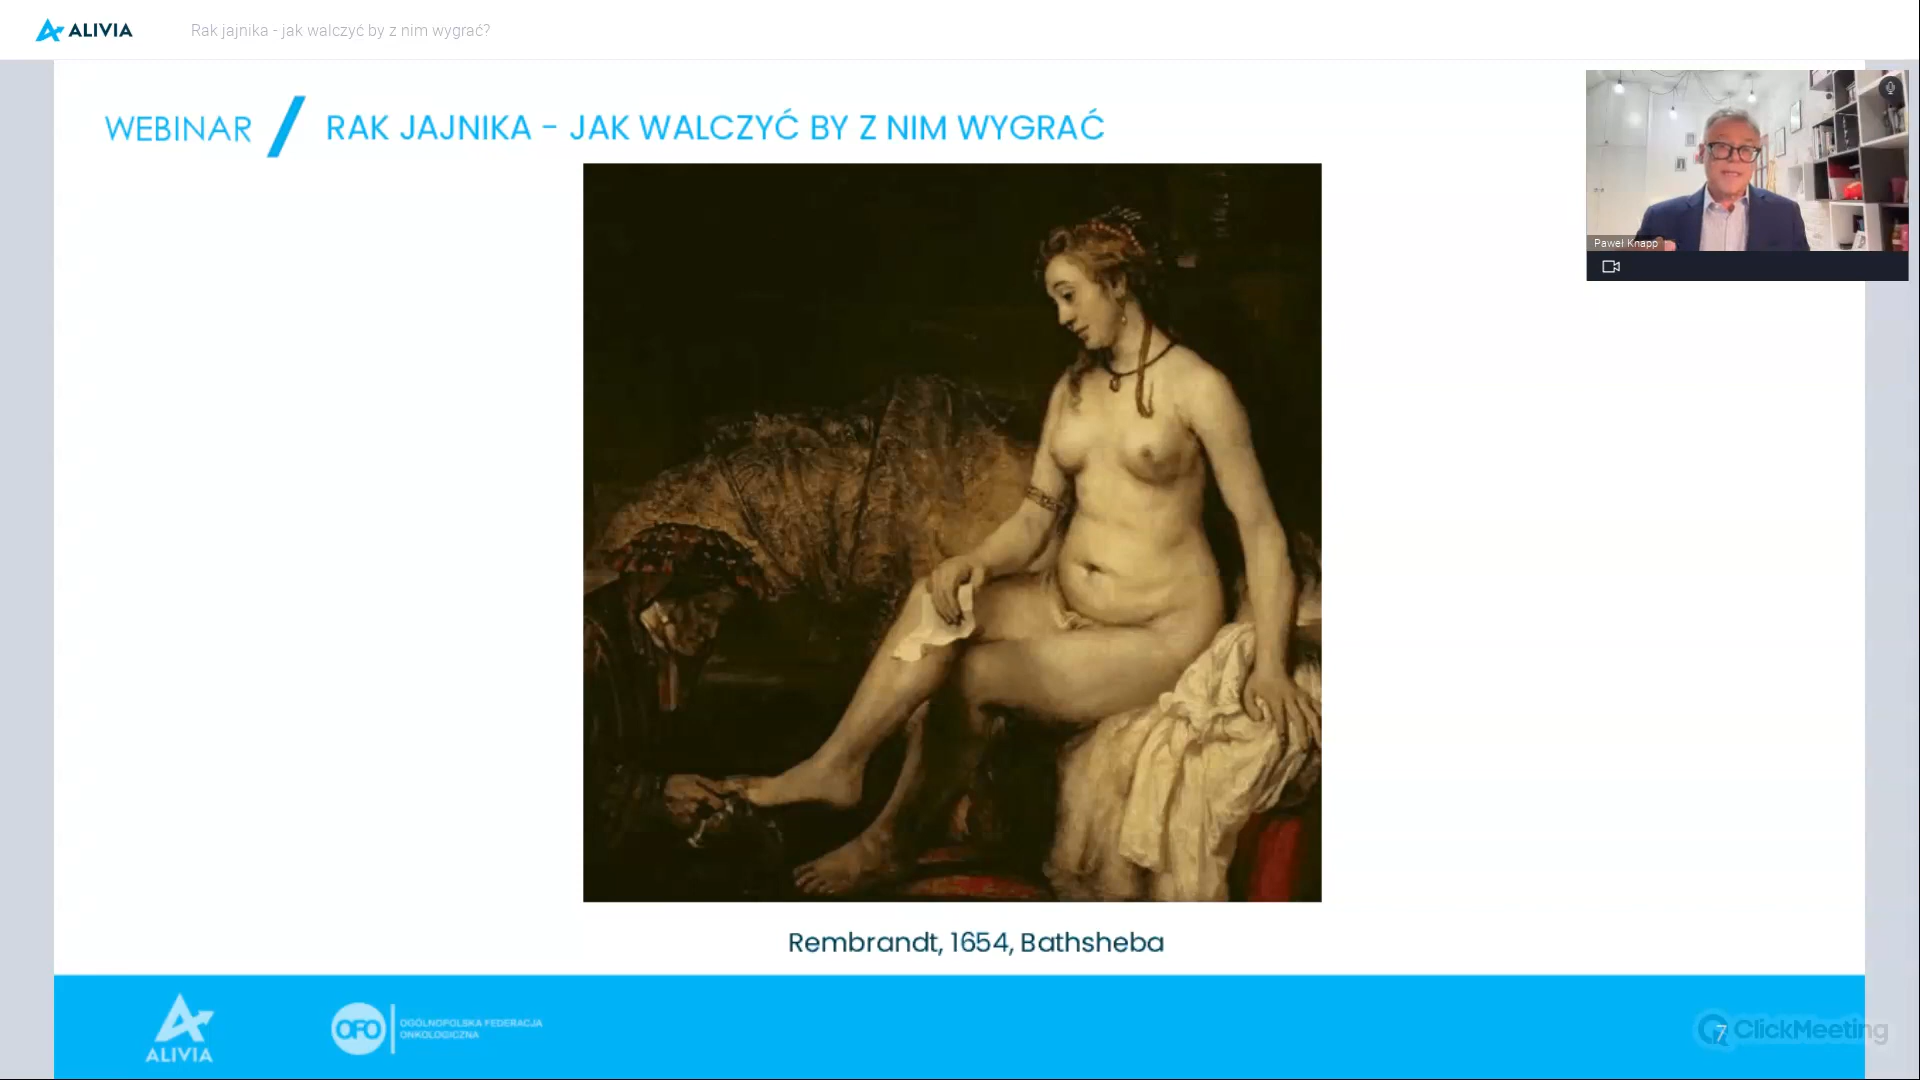 ALIVIA
Rak jajnika - jak walczyć by z nim wygrać?
WEBINAR / RAK JAJNIKA - JAK WALCZYĆ BY Z NIM WYGRAĆ
Paweł Knapp
Rembrandt, 1654, Bathsheba
ALIVIA
OFO
OGÓLNOPOLSKA FEDERACJA
ONKOLOGICZNA
7
ClickMeeting